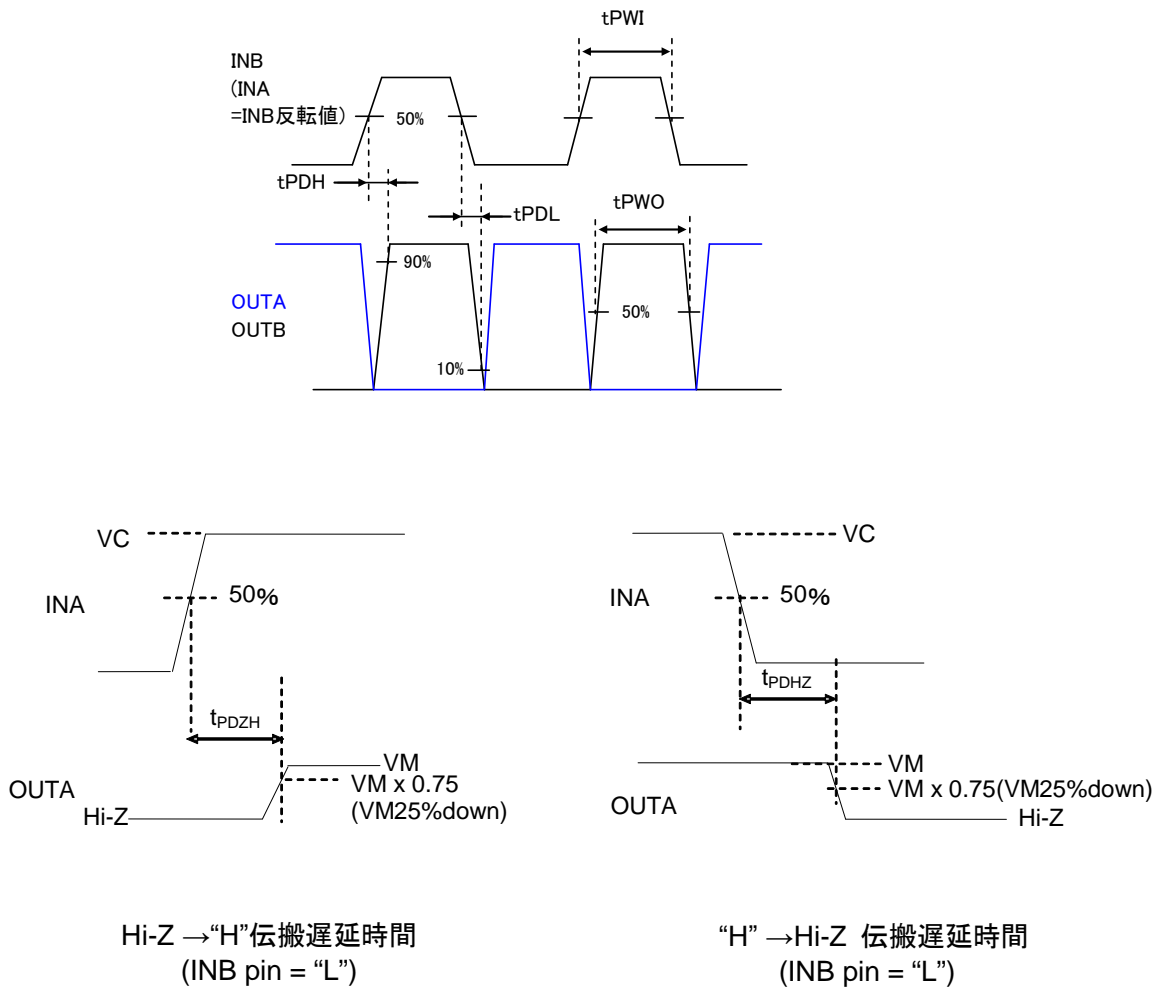 tPWI
INB
(INA
=INB反転値)
50%
tPDH
tPDL
tPWO
90%
OUTA
OUTB
50%
10%
VC
INA
50%
tPDZH
VM
VM x 0.75
(VM25%down)
OUTA
Hi-Z
Hi-Z →“H”伝搬遅延時間
(INB pin = “L”)
VC
INA
50%
tPDHZ
VM
VM x 0.75(VM25%down)
OUTA
Hi-Z
“H” →Hi-Z 伝搬遅延時間
(INB pin = “L”)